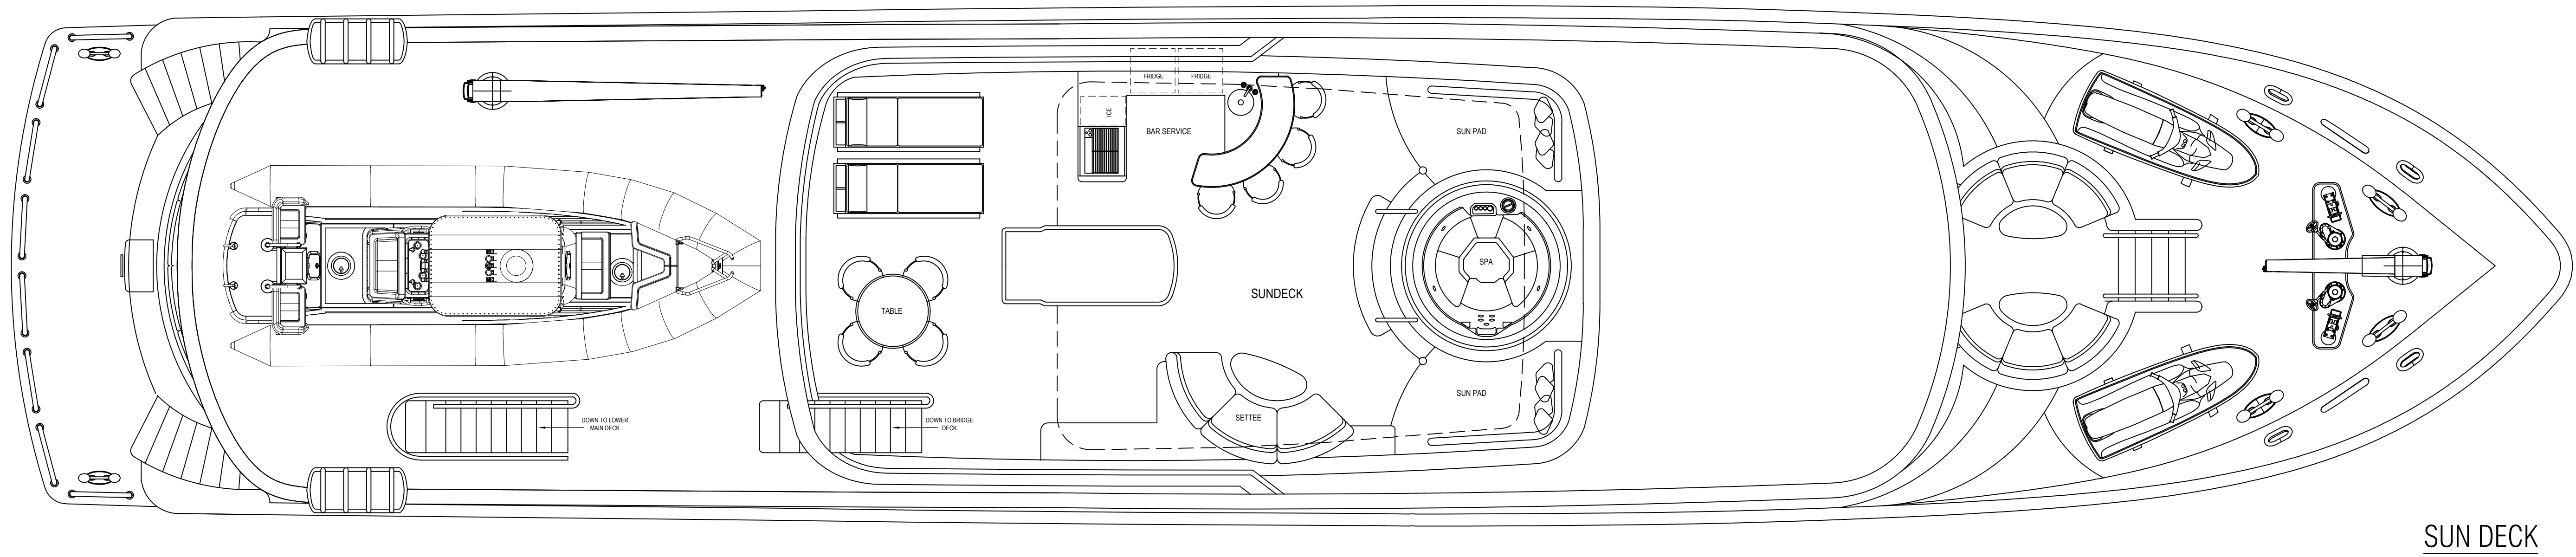 FRIDGE
FRIDGE
ICE
BAR SERVICE
SUN PAD
SPA
SUNDECK
TABLE
SUN PAD
SETTEE
DOWN TO LOWER
MAIN DECK
DOWN TO BRIDGE
DECK
SUN DECK